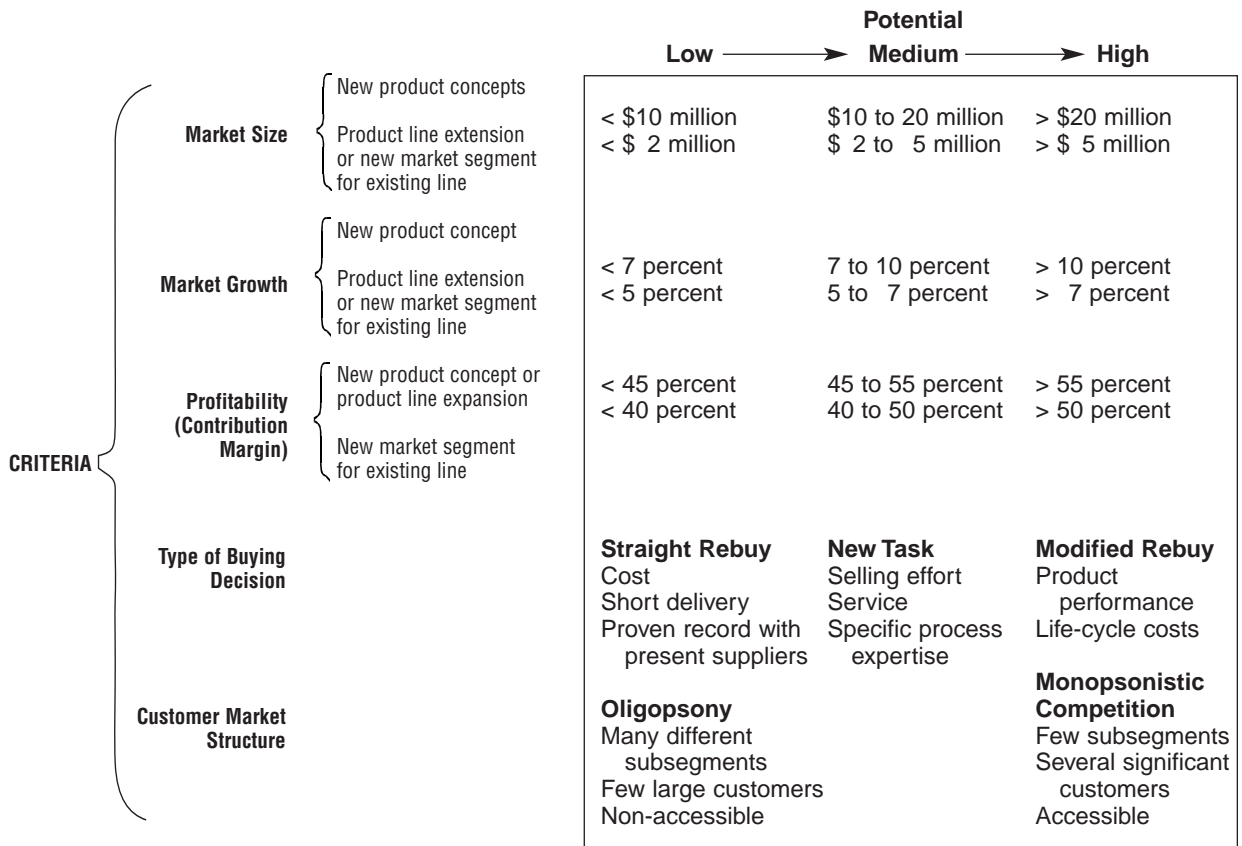 Potential
Low Medium High
New product concepts
Market Size
Product line extension
or new market segment
for existing line
< $10 million $10 to 20 million > $20 million
< $ 2 million $ 2 to 5 million > $ 5 million
New product concept
Market Growth
Product line extension
or new market segment
for existing line
< 7 percent 7 to 10 percent > 10 percent
< 5 percent 5 to 7 percent > 7 percent
CRITERIA
Profitability
(Contribution
Margin)
New product concept or
product line expansion
New market segment
for existing line
< 45 percent 45 to 55 percent > 55 percent
< 40 percent 40 to 50 percent > 50 percent
Type of Buying
Decision
Straight Rebuy
Cost
Short delivery
Proven record with
present suppliers
New Task
Selling effort
Service
Specific process
expertise
Modified Rebuy
Product
performance
Life-cycle costs
Customer Market
Structure
Oligopsony
Many different
subsegments
Few large customers
Non-accessible
Monopsonistic
Competition
Few subsegments
Several significant
customers
Accessible